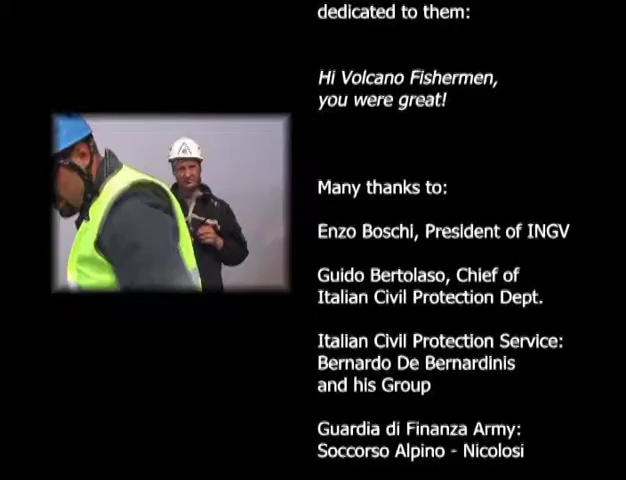 dedicated to them:
Hi Volcano Fishermen,
you were great!
Many thanks to:
Enzo Boschi, President of INGV
Guido Bertolaso, Chief of
Italian Civil Protection Dept.
Italian Civil Protection Service:
Bernardo De Bernardinis
and his Group
Guardia di Finanza Army:
Soccorso Alpino - Nicolosi